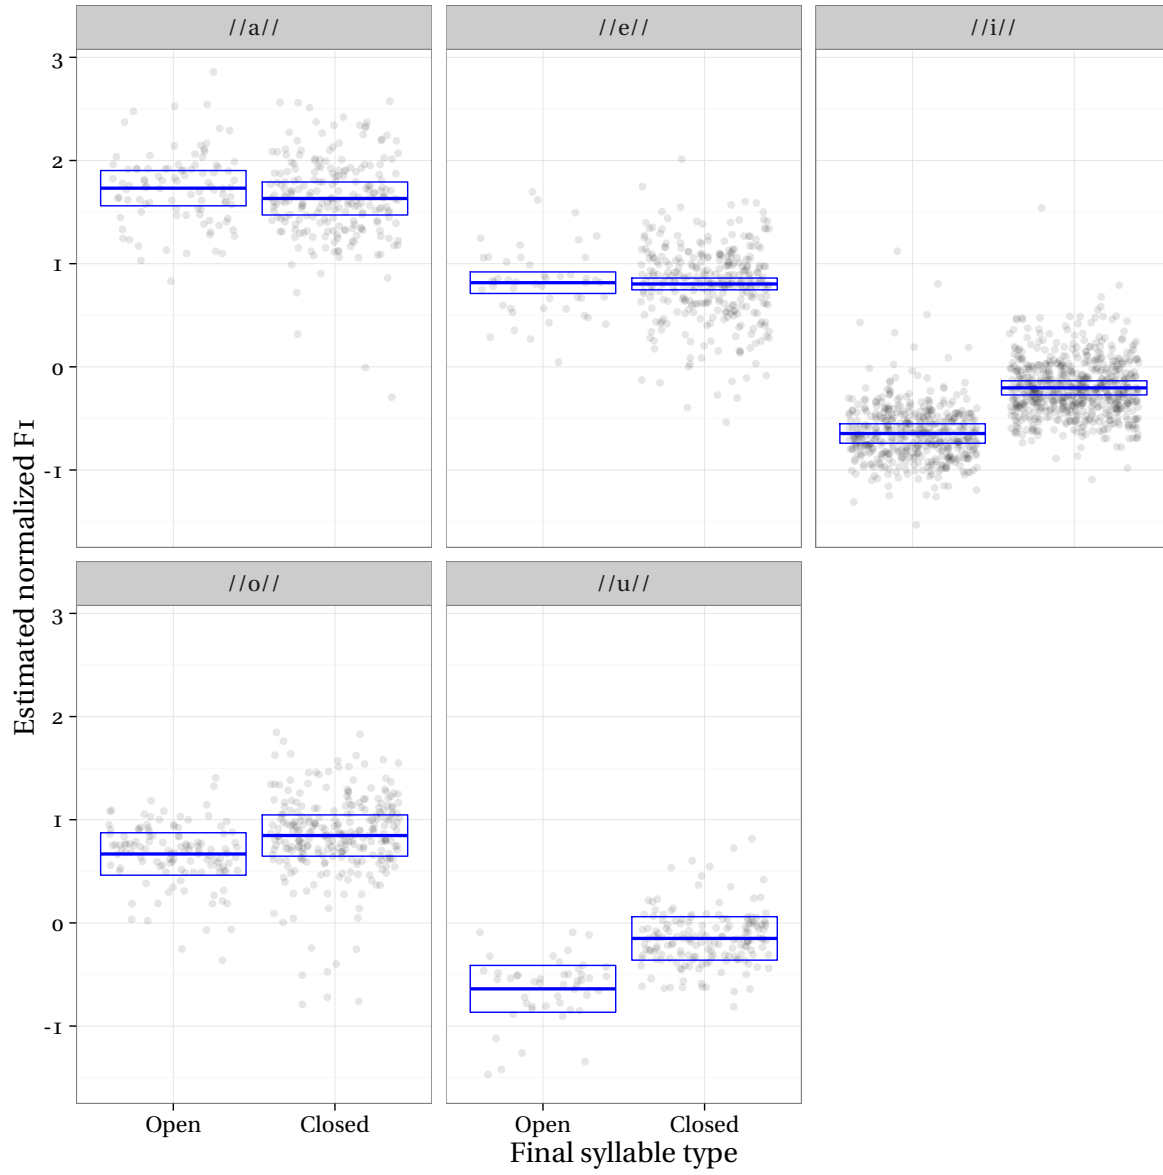 //a//
//e//
//i//
3
2
1
0
-1
Estimated normalized F1
//o//
//u//
3
2
1
0
-1
Open
Closed
Open
Closed
Final syllable type